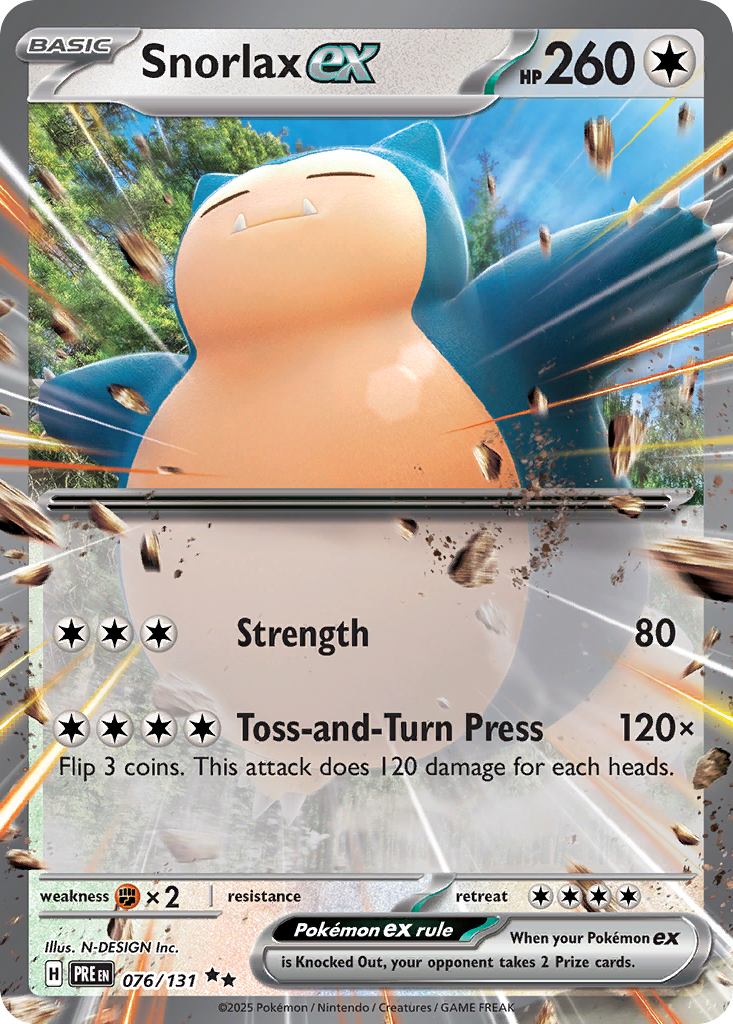 BASIC
Snorlax ex
HP 260
Strength 80
Toss-and-Turn Press 120×
Flip 3 coins. This attack does 120 damage for each heads.
weakness ×2 resistance retreat
Illus. N-DESIGN Inc.
Pokémon ex rule
When your Pokémon ex
is Knocked Out, your opponent takes 2 Prize cards.
H PRE EN 076/131
©2025 Pokémon / Nintendo / Creatures / GAME FREAK